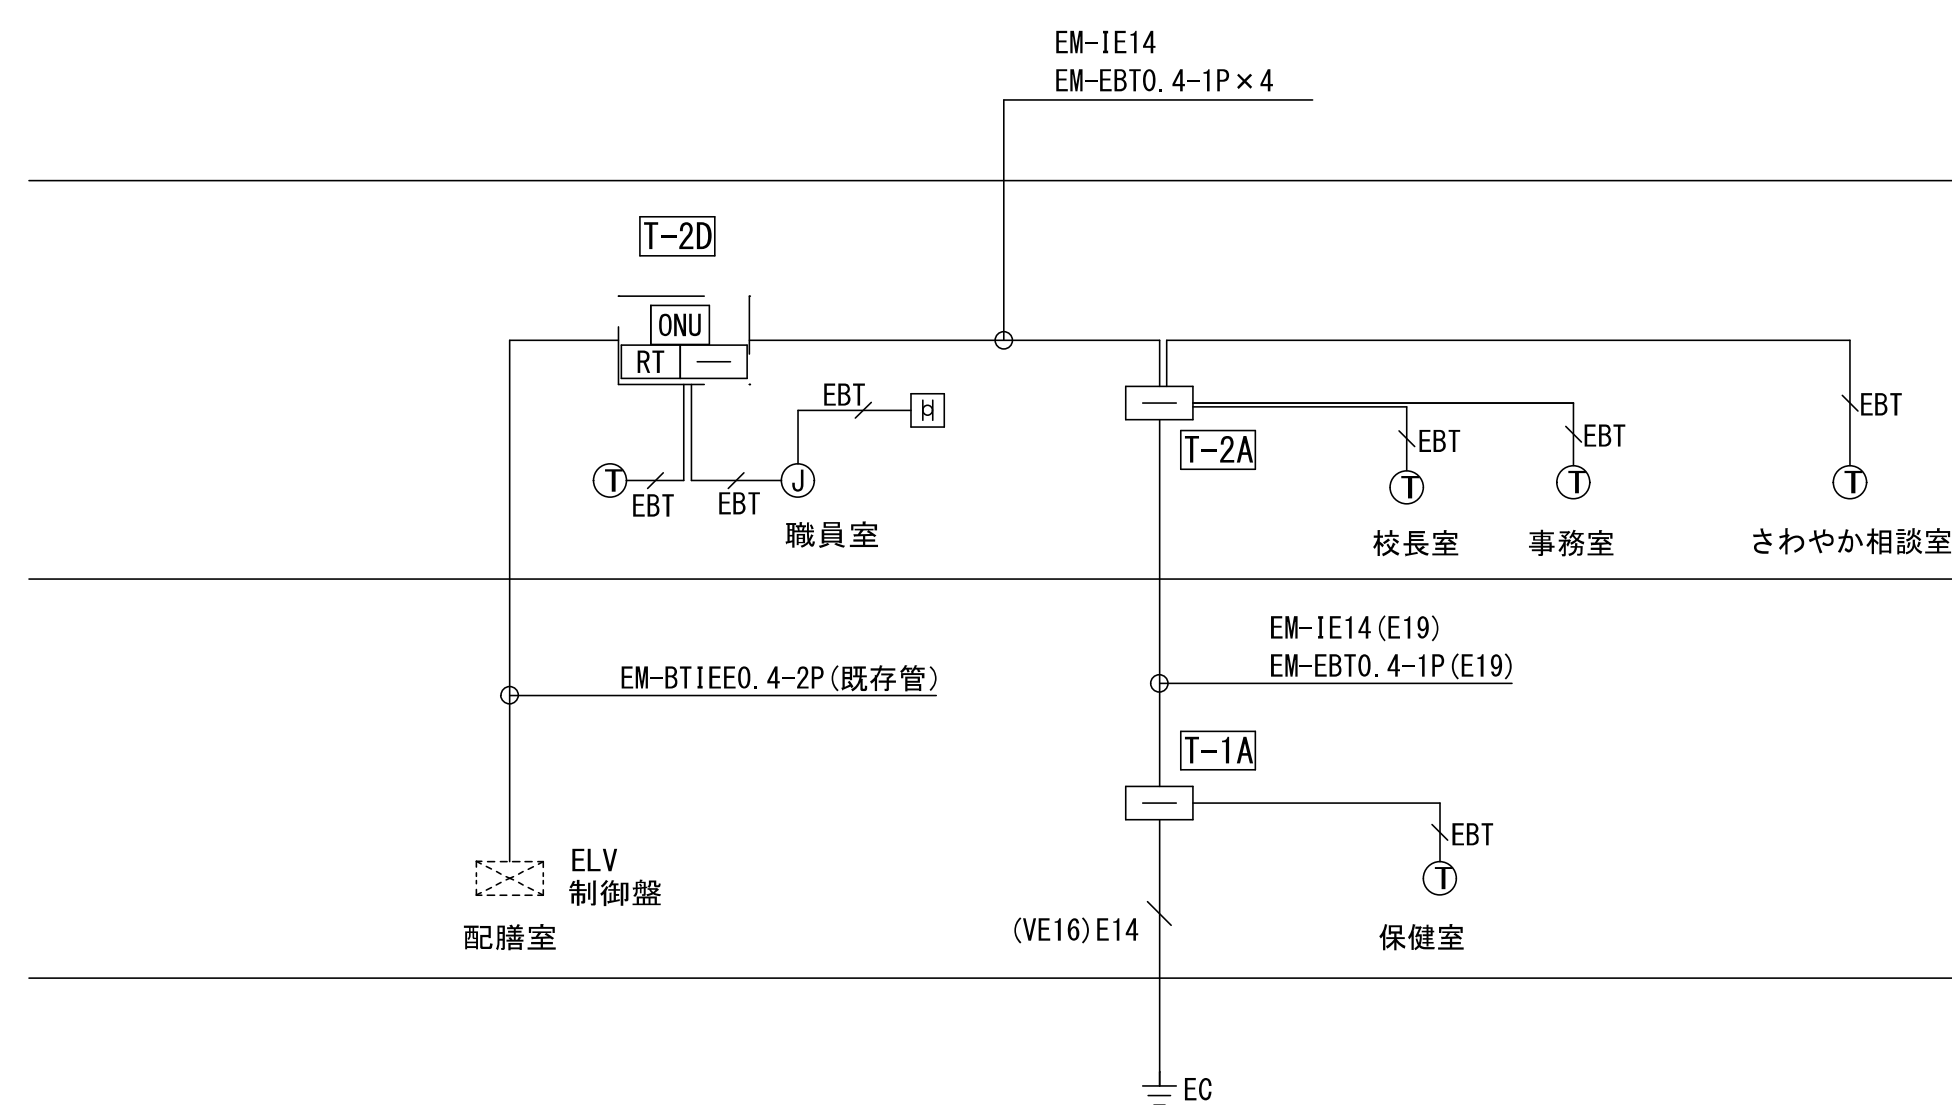 EM-IE14
EM-EBT0.4-1P×4
T-2D
ONU
RT
EBT
T
EBT
EBT
J
職員室
T-2A
EBT
T
校長室
EBT
T
事務室
EBT
T
さわやか相談室
EM-IE14(E19)
EM-EBT0.4-1P(E19)
EM-BTIEE0.4-2P(既存管)
T-1A
EBT
T
保健室
ELV
制御盤
配膳室
(VE16)E14
EC